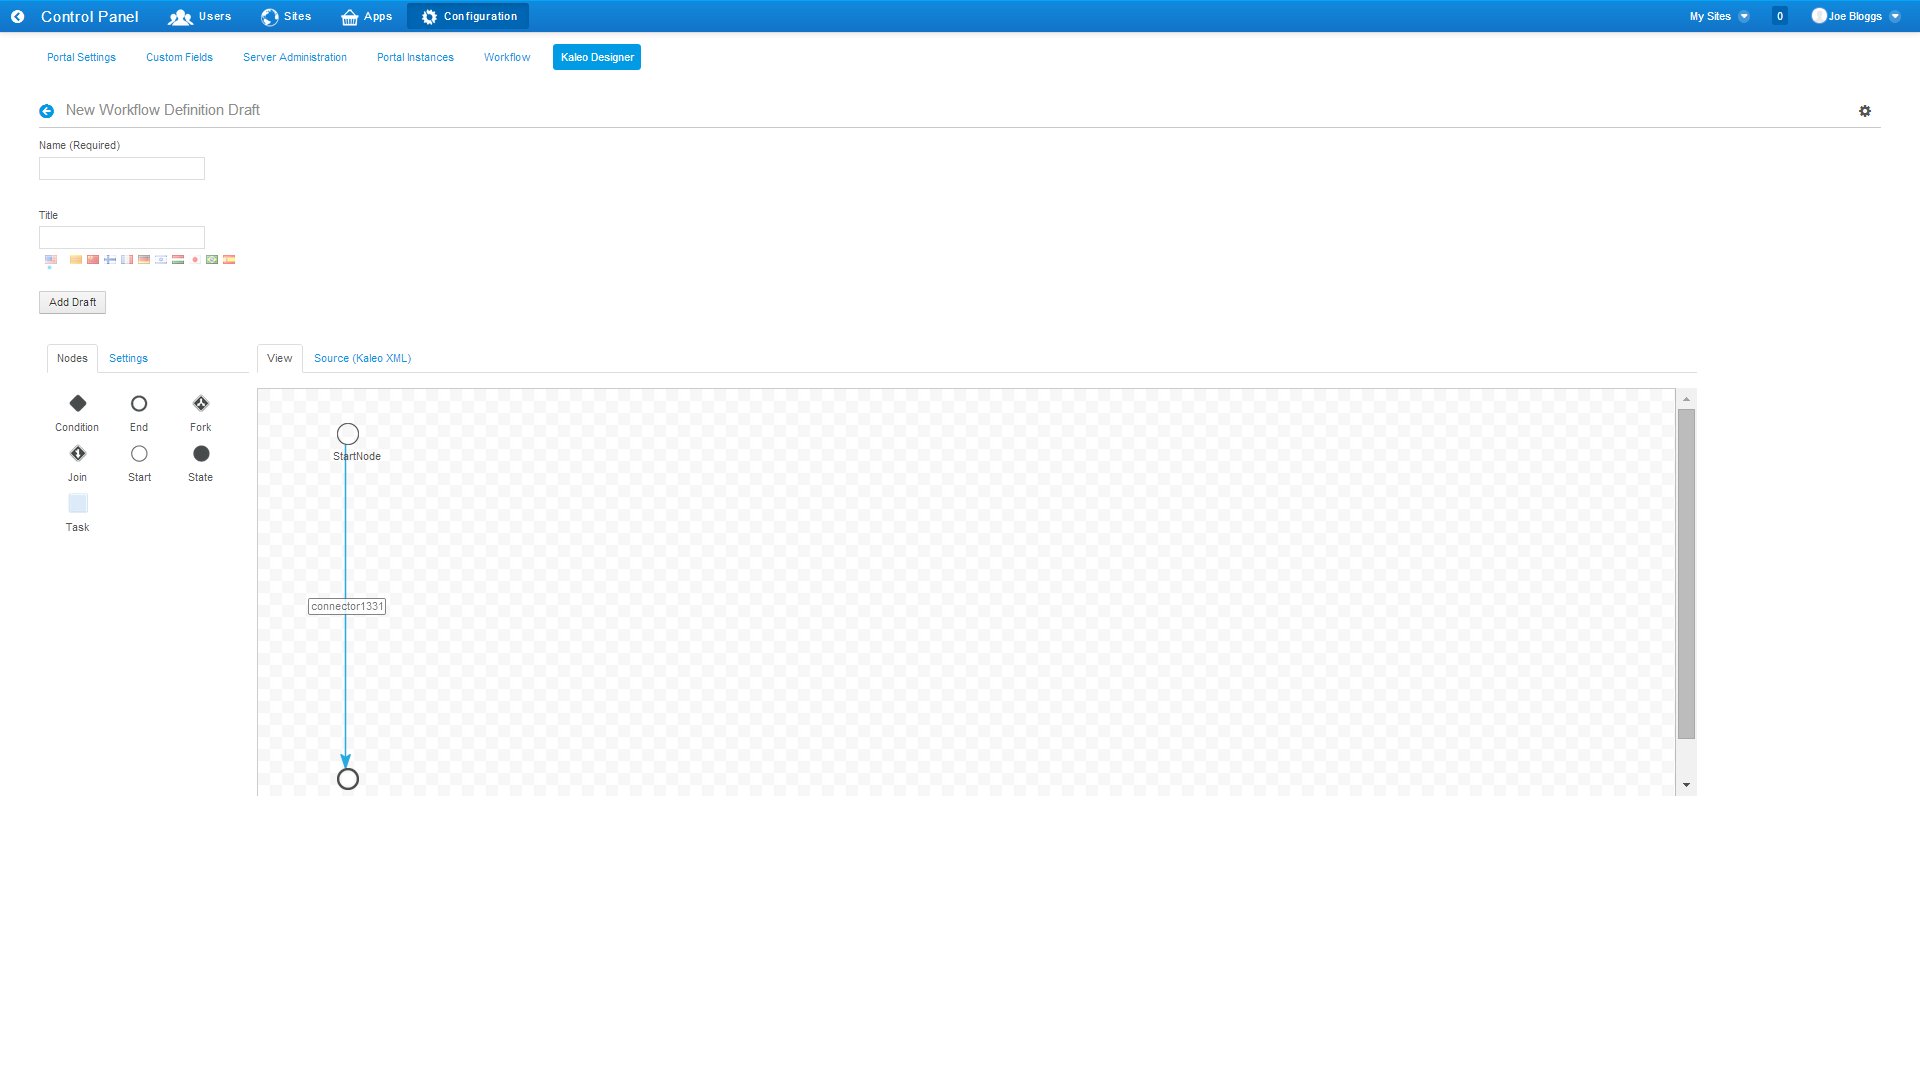 Control Panel Users Sites Apps Configuration My Sites 0 Joe Bloggs
Portal Settings Custom Fields Server Administration Portal Instances Workflow Kaleo Designer
New Workflow Definition Draft
Name (Required)
Title
Add Draft
Nodes Settings View Source (Kaleo XML)
Condition End Fork
Join Start State
Task
StartNode
connector1331